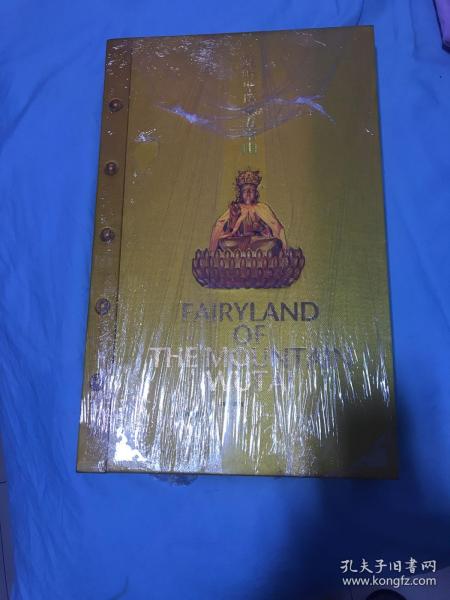 FAIRYLAND
OF
THE MOUNTAIN
WUTAI
孔夫子旧书网
www.kongfz.com